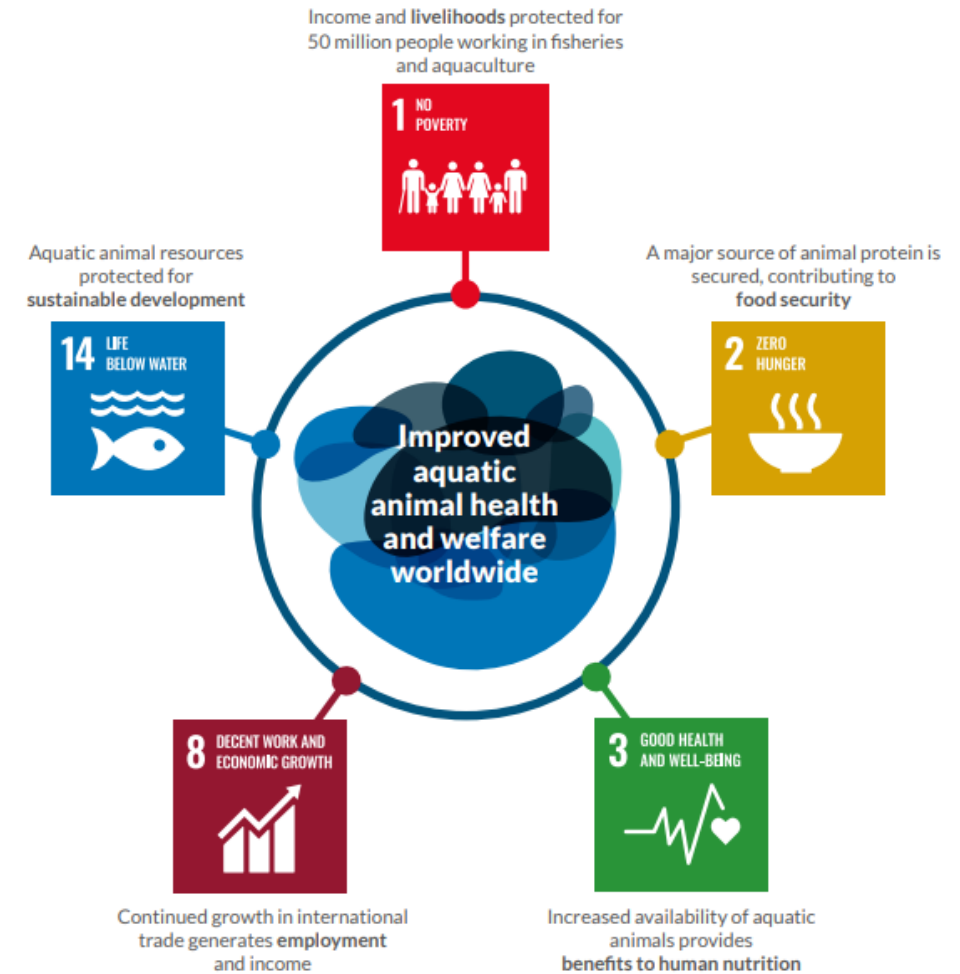 Income and livelihoods protected for
50 million people working in fisheries
and aquaculture
1 NO
POVERTY
Aquatic animal resources
protected for
sustainable development
14 LIFE
BELOW WATER
A major source of animal protein is
secured, contributing to
food security
2 ZERO
HUNGER
Improved
aquatic
animal health
and welfare
worldwide
8 DECENT WORK AND
ECONOMIC GROWTH
Continued growth in international
trade generates employment
and income
3 GOOD HEALTH
AND WELL-BEING
Increased availability of aquatic
animals provides
benefits to human nutrition